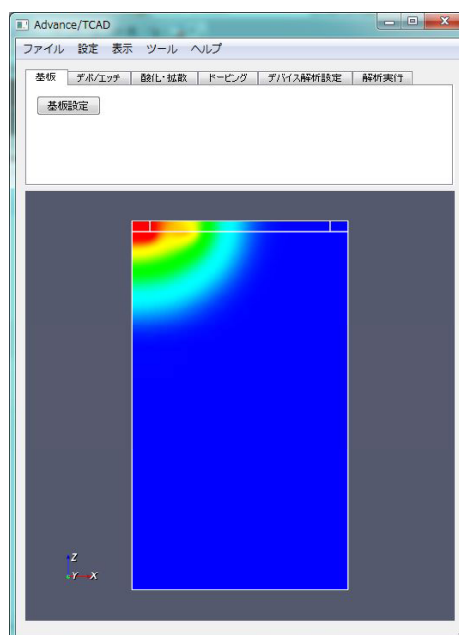 Advance/TCAD
ファイル 設定 表示 ツール ヘルプ
基板 デポ/エッチ 酸化・拡散 ドーピング デバイス解析設定 解析実行
基板設定
Z
Y X